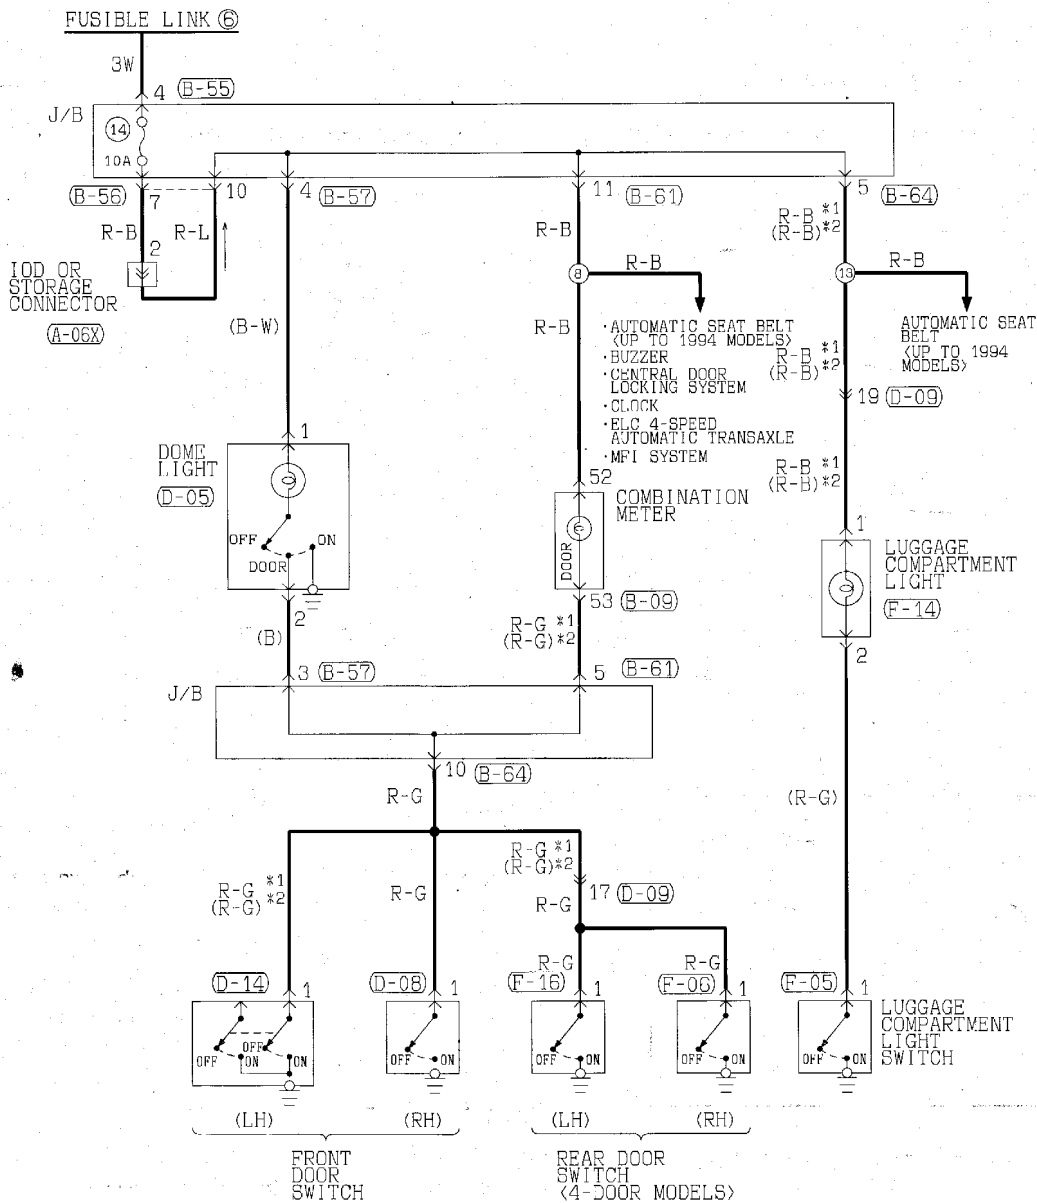 FUSIBLE LINK ⑥
3W
4 B-55
J/B
14
10A
B-56 7 10 4 B-57 11 B-61 5 B-64
R-B R-L
2
IOD OR
STORAGE
CONNECTOR
A-06X
(B-W)
R-B
8
R-B
R-B
·AUTOMATIC SEAT BELT
<UP TO 1994 MODELS>
·BUZZER
·CENTRAL DOOR
LOCKING SYSTEM
·CLOCK
·ELC 4-SPEED
AUTOMATIC TRANSAXLE
·MFI SYSTEM
R-B *1
(R-B)*2
13
R-B
AUTOMATIC SEAT
BELT
<UP TO 1994
MODELS>
R-B *1
(R-B)*2
19 D-09
R-B *1
(R-B)*2
1
DOME
LIGHT
D-05
OFF ON
DOOR
2
(B)
52
COMBINATION
METER
DOOR
53 B-09
R-G *1
(R-G)*2
1
LUGGAGE
COMPARTMENT
LIGHT
F-14
2
3 B-57 5 B-61
J/B
10 B-64
R-G
(R-G)
R-G *1
(R-G)*2
R-G
R-G *1
(R-G)*2
17 D-09
R-G
R-G R-G
D-14 1 D-08 1 F-16 1 F-06 1 F-05 1
OFF OFF ON ON
OFF ON
OFF ON
OFF ON
OFF ON
LUGGAGE
COMPARTMENT
LIGHT
SWITCH
(LH) (RH) (LH) (RH)
FRONT
DOOR
SWITCH
REAR DOOR
SWITCH
<4-DOOR MODELS>